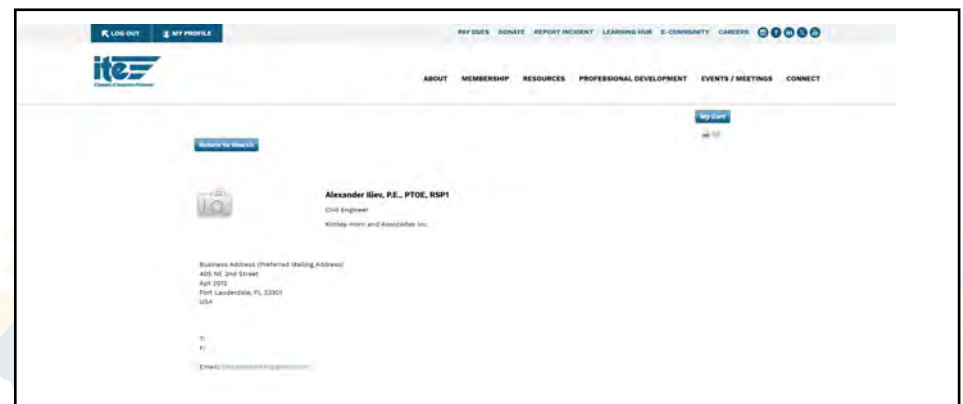 LOG OUT MY PROFILE PAY DUES DONATE REPORT INCIDENT LEARNING HUB E-COMMUNITY CAREERS
ite
ABOUT MEMBERSHIP RESOURCES PROFESSIONAL DEVELOPMENT EVENTS / MEETINGS CONNECT
My Cart
Return to Search
Alexander Iliev, P.E., PTOE, RSP1
Civil Engineer
Kimley-Horn and Associates Inc.
Business Address (Preferred Mailing Address)
405 NE 2nd Street
Apt 2012
Fort Lauderdale, FL 33301
USA
T:
F:
Email: